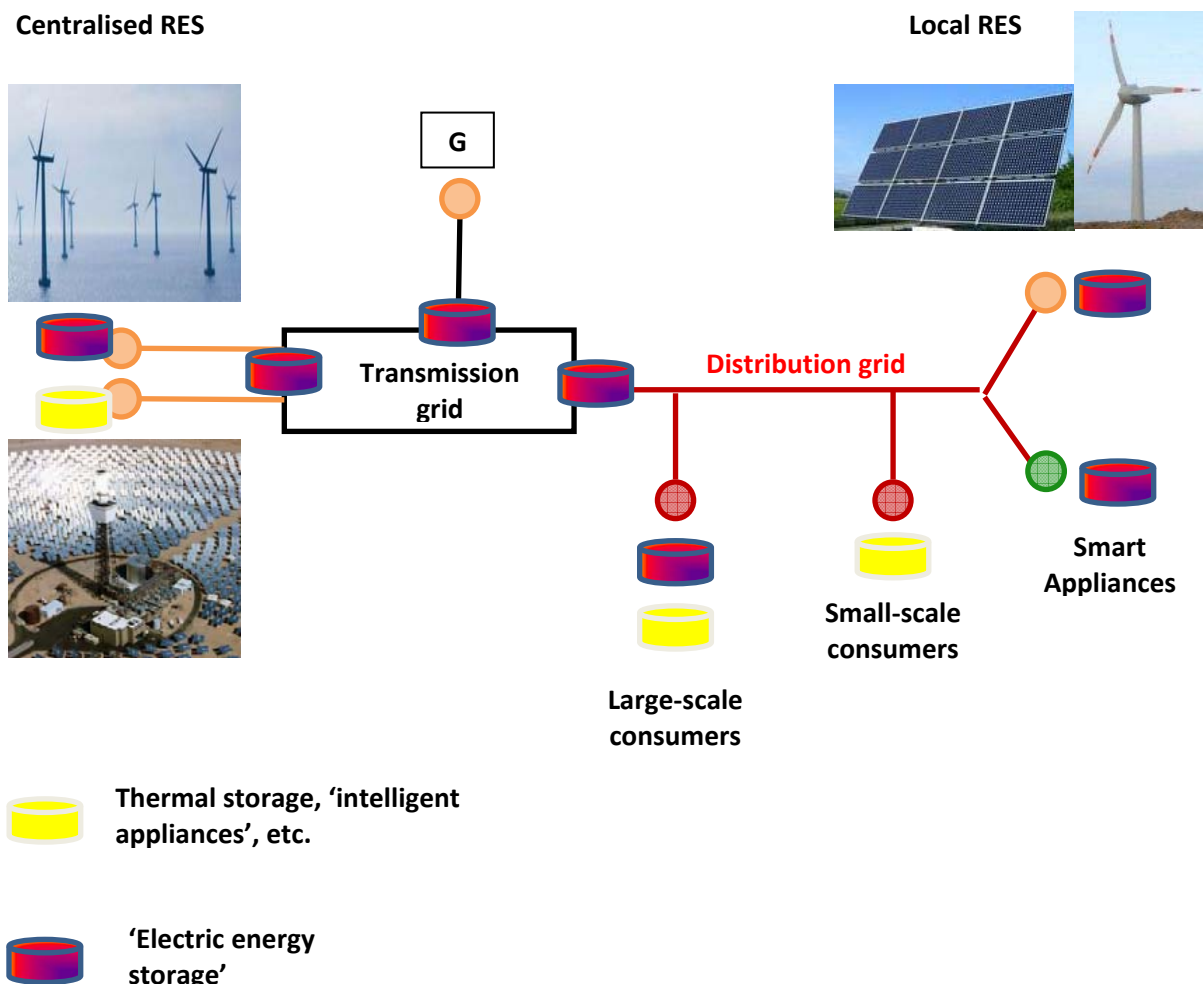 Centralised RES
Local RES
G
Transmission
grid
Distribution grid
Smart
Appliances
Small-scale
consumers
Large-scale
consumers
Thermal storage, ‘intelligent
appliances’, etc.
‘Electric energy
storage’